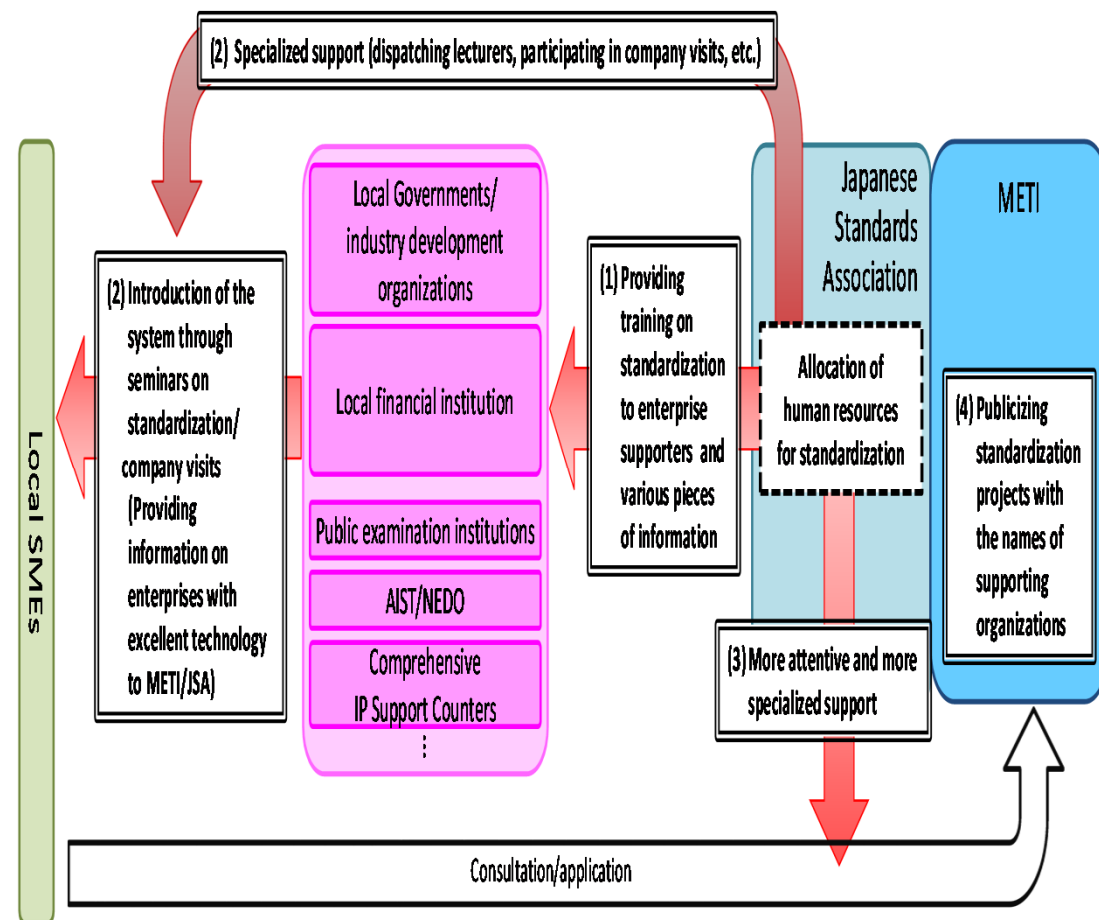 (2) Specialized support (dispatching lecturers, participating in company visits, etc.)
Local SMEs
(2) Introduction of the
system through
seminars on
standardization/
company visits
(Providing
information on
enterprises with
excellent technology
to METI/JSA)
Local Governments/
industry development
organizations
Local financial institution
Public examination institutions
AIST/NEDO
Comprehensive
IP Support Counters
⋮
(1) Providing
training on
standardization
to enterprise
supporters and
various pieces
of information
Japanese
Standards
Association
Allocation of
human resources
for standardization
(3) More attentive and more
specialized support
METI
(4) Publicizing
standardization
projects with
the names of
supporting
organizations
Consultation/application